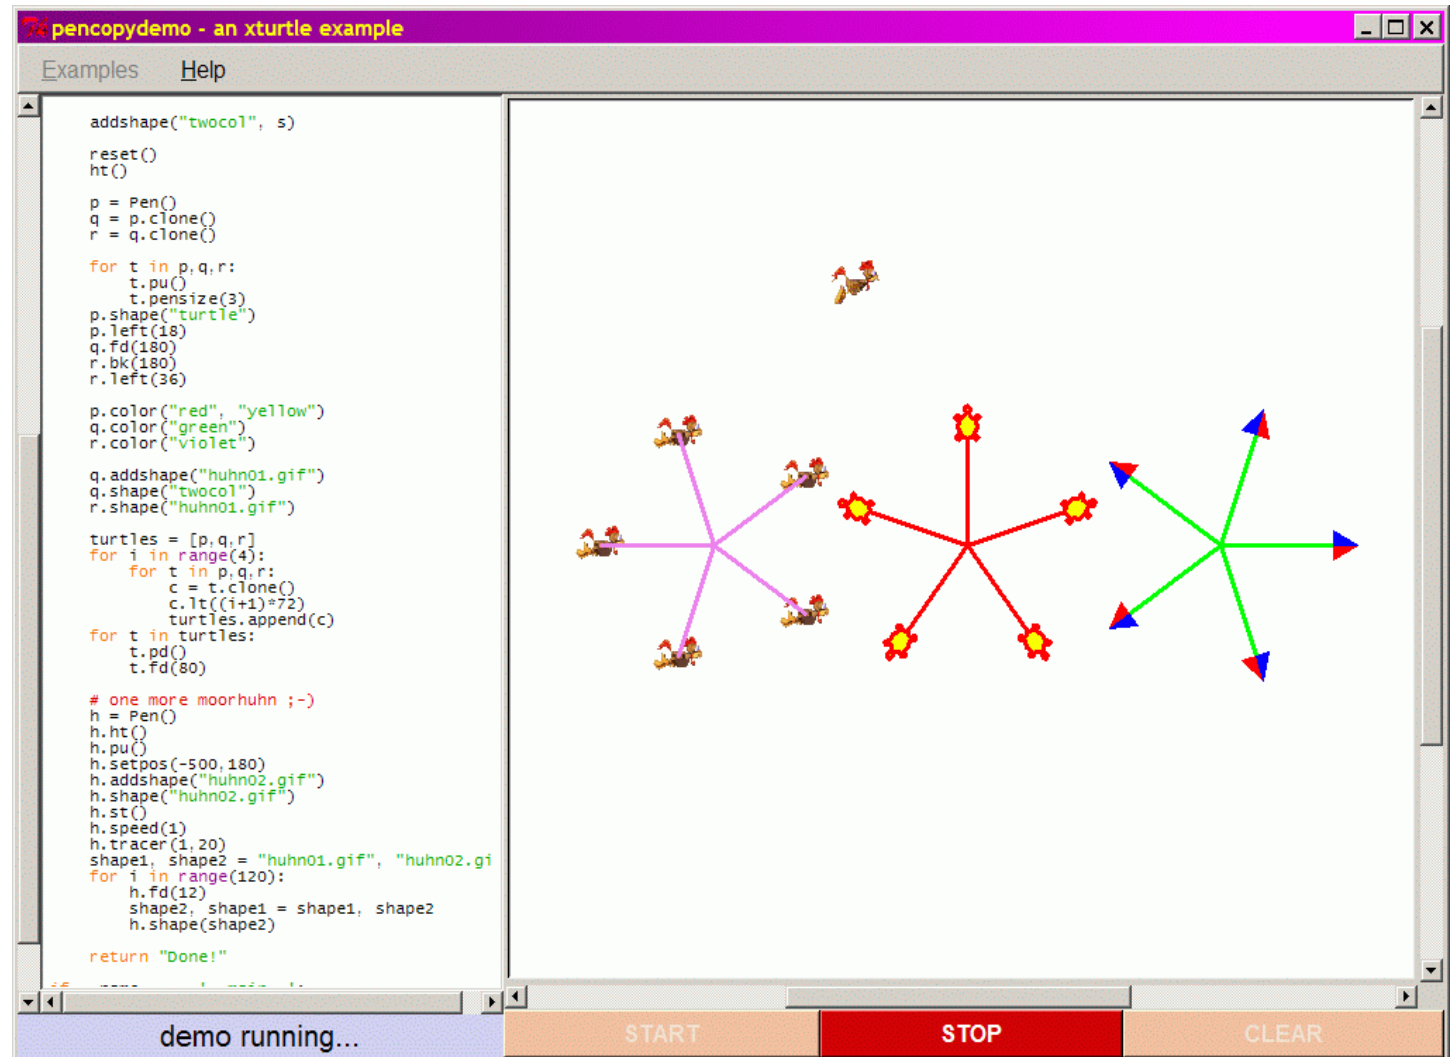 pencopydemo - an xturtle example
Examples Help
addshape("twocol", s)
reset()
ht()
p = Pen()
q = p.clone()
r = q.clone()
for t in p,q,r:
t.pu()
t.pensize(3)
p.shape("turtle")
p.left(18)
q.fd(180)
r.bk(180)
r.left(36)
p.color("red", "yellow")
q.color("green")
r.color("violet")
q.addshape("huhn01.gif")
q.shape("twocol")
r.shape("huhn01.gif")
turtles = [p,q,r]
for i in range(4):
for t in p,q,r:
c = t.clone()
c.lt((i+1)*72)
turtles.append(c)
for t in turtles:
t.pd()
t.fd(80)
# one more moorhuhn ;-)
h = Pen()
h.ht()
h.pu()
h.setpos(-500,180)
h.addshape("huhn02.gif")
h.shape("huhn02.gif")
h.st()
h.speed(1)
h.tracer(1,20)
shape1, shape2 = "huhn01.gif", "huhn02.gi
for i in range(120):
h.fd(12)
shape2, shape1 = shape1, shape2
h.shape(shape2)
return "Done!"
demo running...
START STOP CLEAR